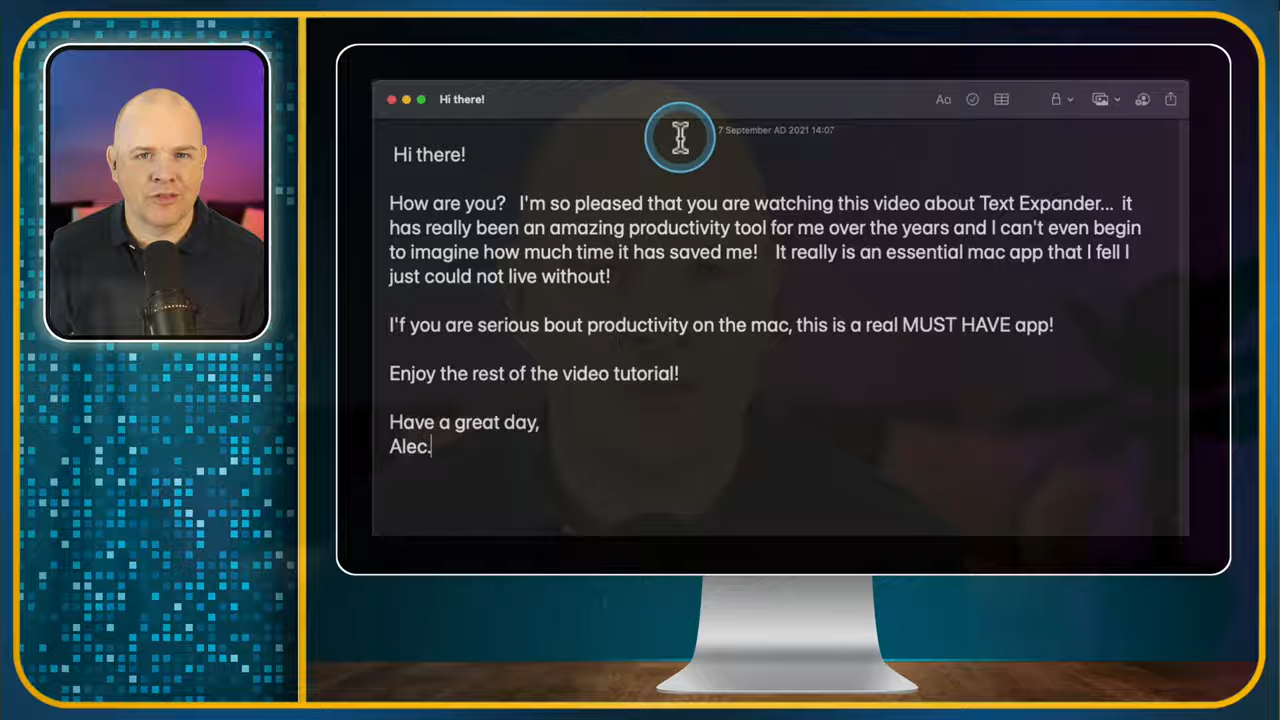 Hi there!
Aa
7 September AD 2021 14:07
Hi there!
How are you?   I'm so pleased that you are watching this video about Text Expander... it
has really been an amazing productivity tool for me over the years and I can't even begin
to imagine how much time it has saved me!   It really is an essential mac app that I fell I
just could not live without!
I'f you are serious bout productivity on the mac, this is a real MUST HAVE app!
Enjoy the rest of the video tutorial!
Have a great day,
Alec.